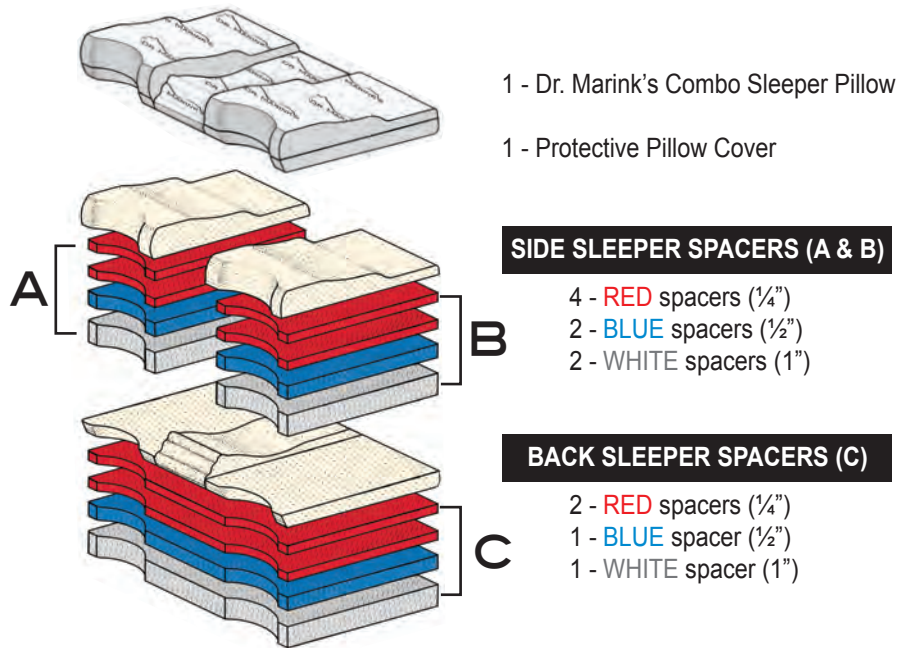 1 - Dr. Marink's Combo Sleeper Pillow
1 - Protective Pillow Cover
A
B
SIDE SLEEPER SPACERS (A & B)
4 - RED spacers (¼”)
2 - BLUE spacers (½”)
2 - WHITE spacers (1”)
C
BACK SLEEPER SPACERS (C)
2 - RED spacers (¼”)
1 - BLUE spacer (½”)
1 - WHITE spacer (1”)